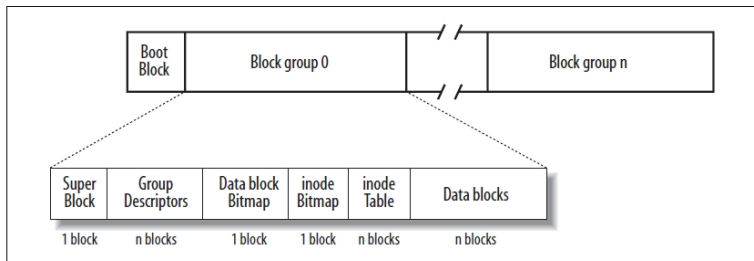 Boot
Block
Block group 0
Block group n
Super
Block
Group
Descriptors
Data block
Bitmap
inode
Bitmap
inode
Table
Data blocks
1 block
n blocks
1 block
1 block
n blocks
n blocks